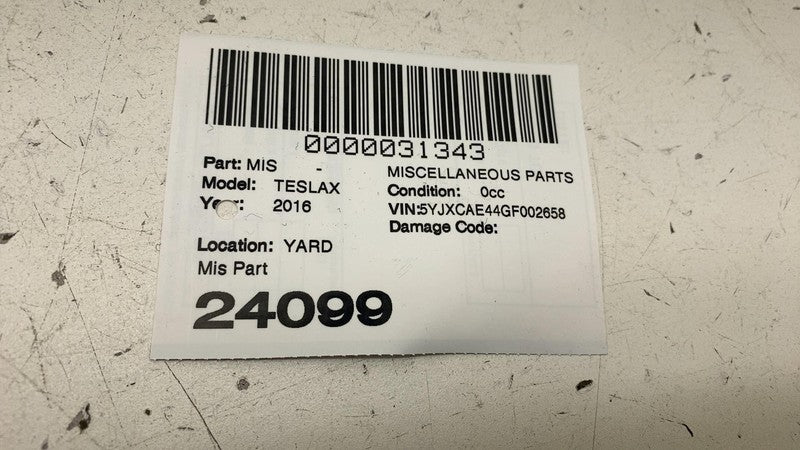 0000031343
Part: MIS - MISCELLANEOUS PARTS
Model: TESLAX Condition: 0cc
2016 VIN:5YJXCAE44GF002658
Damage Code:
Location: YARD
Mis Part
24099